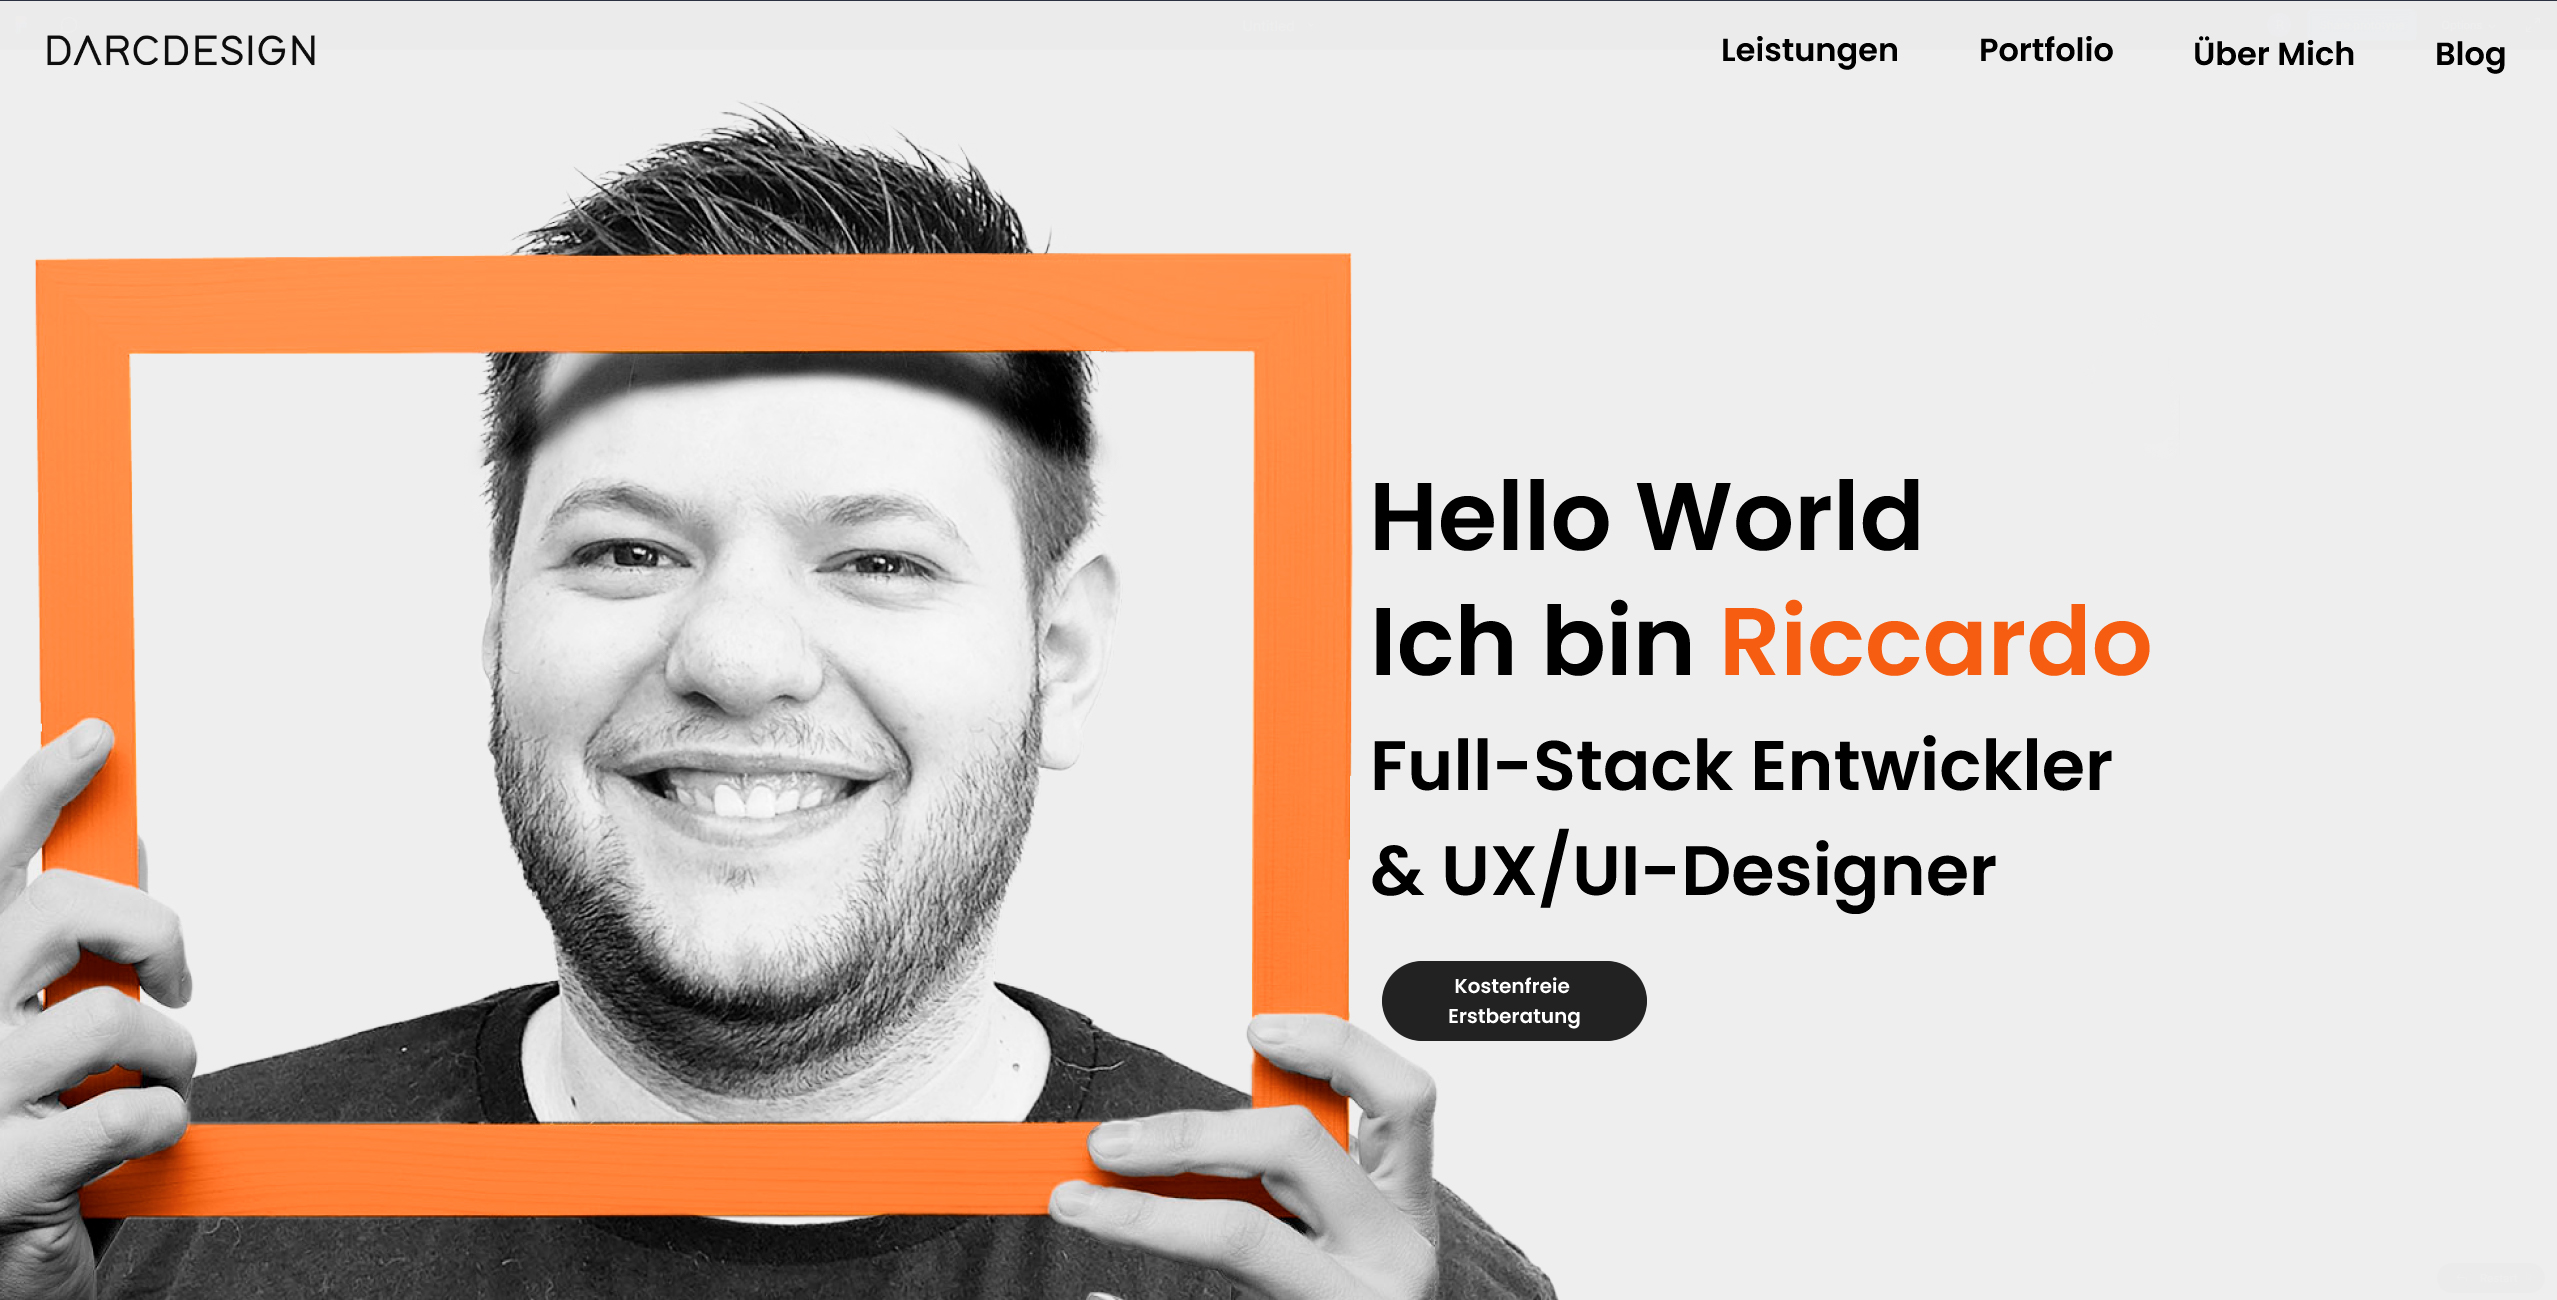 DARCDESIGN
Leistungen Portfolio Über Mich Blog
Hello World
Ich bin Riccardo
Full-Stack Entwickler
& UX/UI-Designer
Kostenfreie
Erstberatung